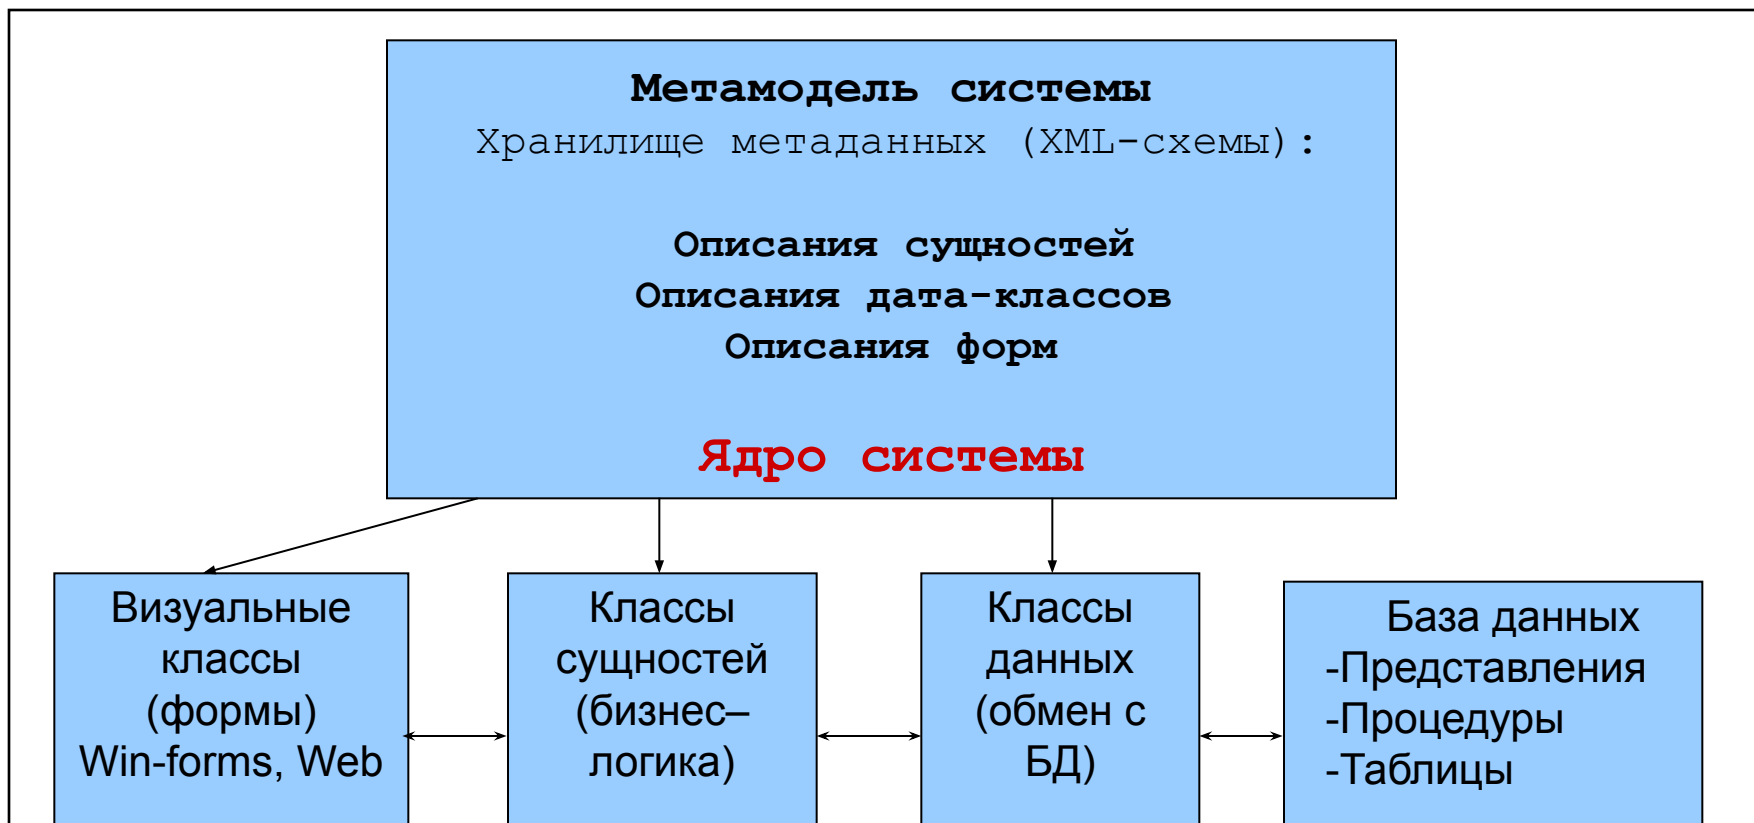 Метамодель системы
Хранилище метаданных (XML-схемы):
Описания сущностей
Описания дата-классов
Описания форм
Ядро системы
Визуальные
классы
(формы)
Win-forms, Web
Классы
сущностей
(бизнес–
логика)
Классы
данных
(обмен с
БД)
База данных
-Представления
-Процедуры
-Таблицы